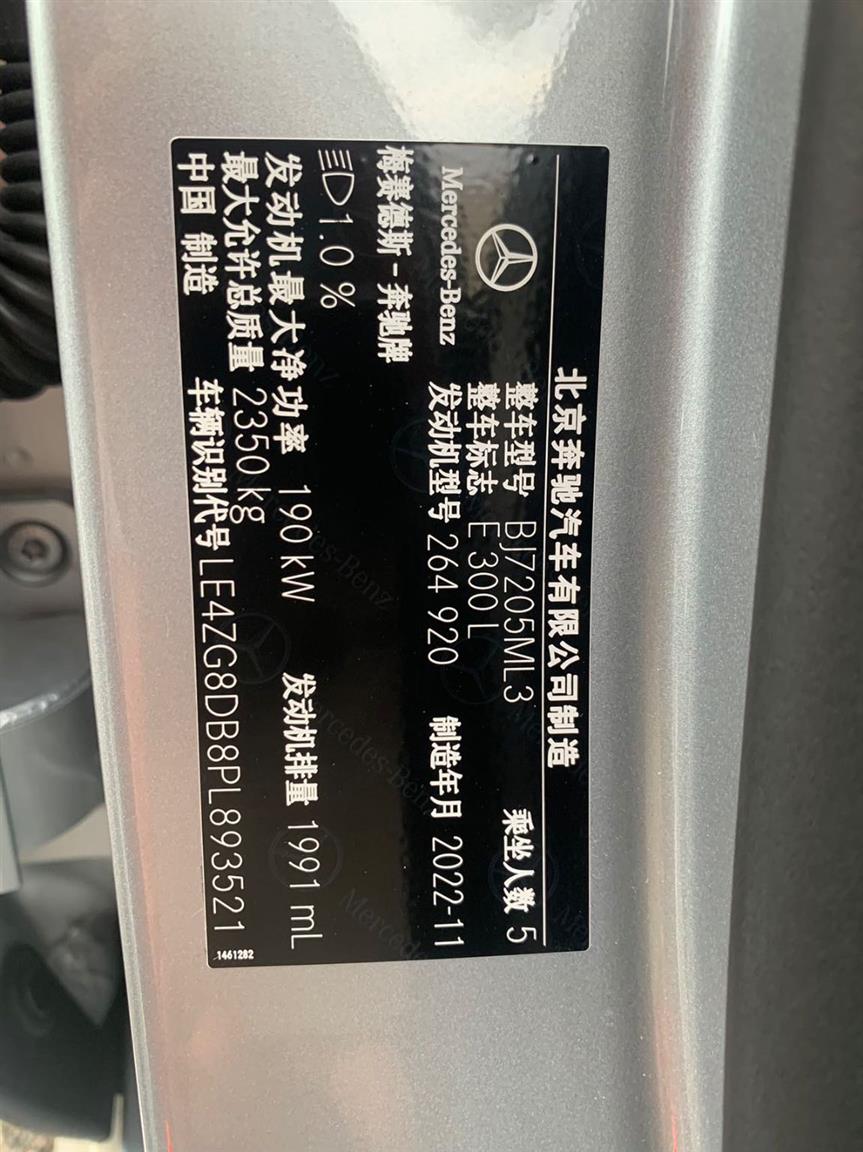 北京奔驰汽车有限公司制造
Mercedes-Benz
整车型号 BJ7205ML3 乘坐人数 5
整车标志 E 300 L
发动机型号 264 920 制造年月 2022-11
梅赛德斯-奔驰牌
1.0 %
发动机最大净功率 190 kW 发动机排量 1991 mL
最大允许总质量 2350 kg
中国 制造 车辆识别代号 LE4ZG8DB8PL893521
1461282